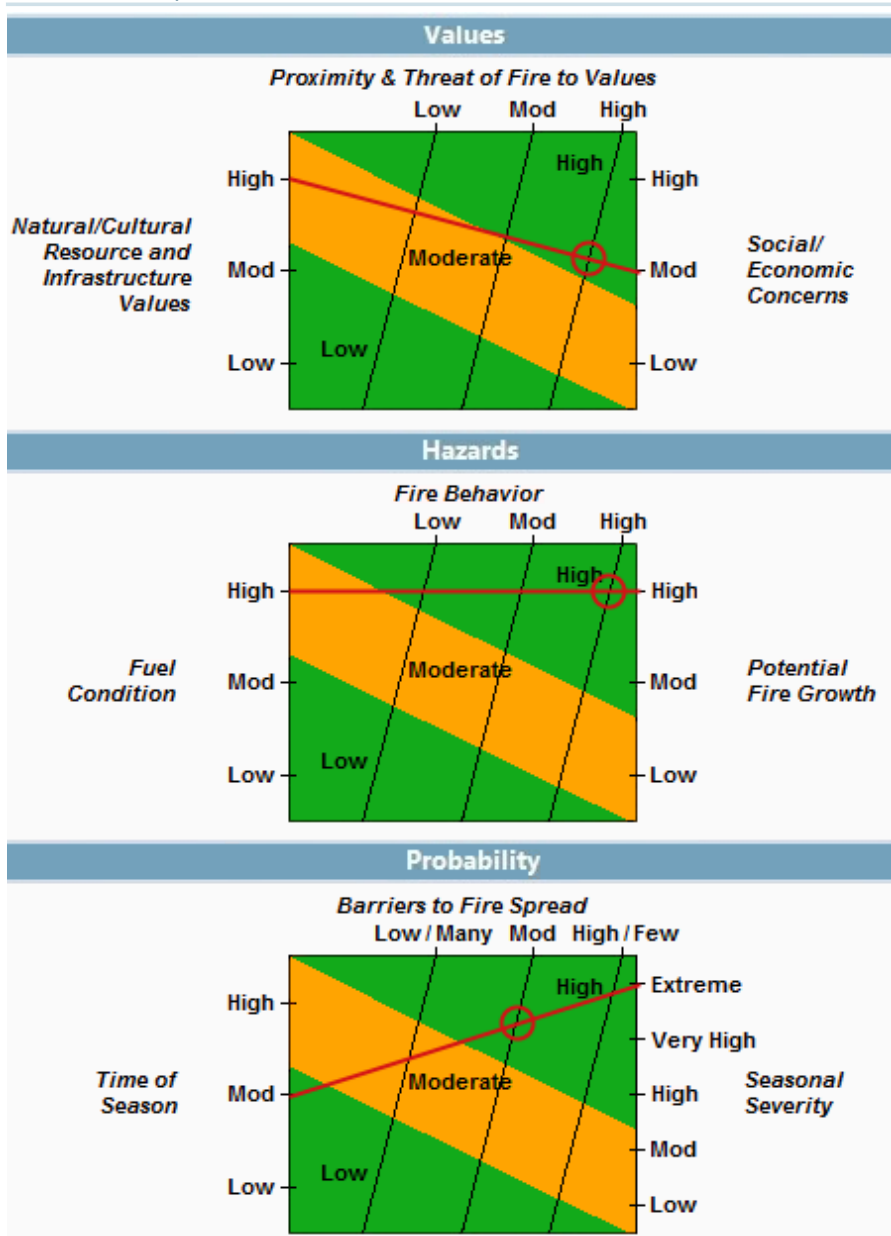 Values
Proximity & Threat of Fire to Values
Low Mod High
High
Mod
Low
Natural/Cultural
Resource and
Infrastructure
Values
High
Moderate
Low
High
Mod
Low
Social/
Economic
Concerns
Hazards
Fire Behavior
Low Mod High
High
Mod
Low
Fuel
Condition
High
Moderate
Low
High
Mod
Low
Potential
Fire Growth
Probability
Barriers to Fire Spread
Low / Many Mod High / Few
High
Mod
Low
Time of
Season
High
Moderate
Low
Extreme
Very High
High
Mod
Low
Seasonal
Severity